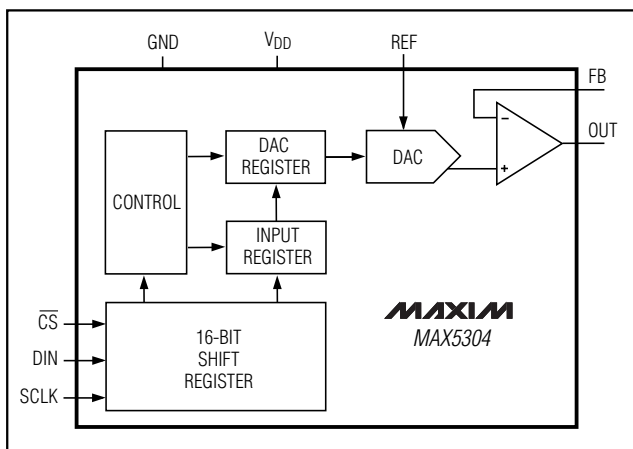 GND
VDD
REF
FB
OUT
DAC
REGISTER
DAC
CONTROL
INPUT
REGISTER
CS
DIN
SCLK
16-BIT
SHIFT
REGISTER
MAXIM
MAX5304
-
+